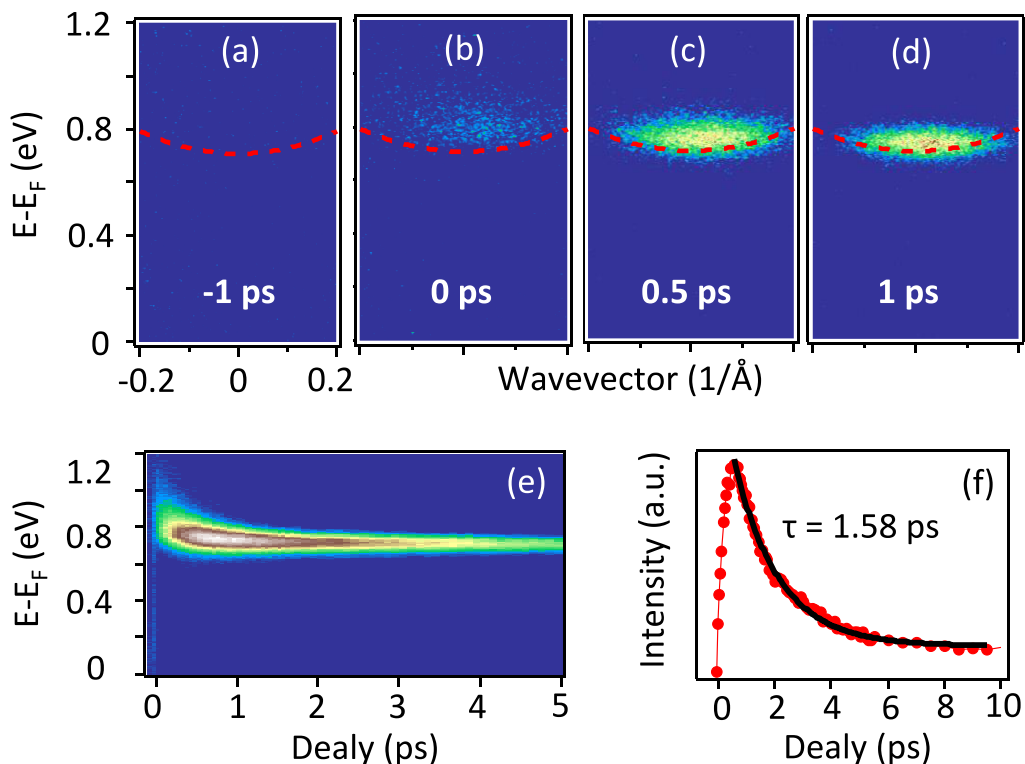 1.2
0.8
0.4
0
E-E_F (eV)
(a)
(b)
(c)
(d)
-1 ps
0 ps
0.5 ps
1 ps
-0.2
0
0.2
Wavevector (1/Å)
1.2
0.8
0.4
0
E-E_F (eV)
(e)
0
1
2
3
4
5
Dealy (ps)
Intensity (a.u.)
(f)
τ = 1.58 ps
0
2
4
6
8
10
Dealy (ps)